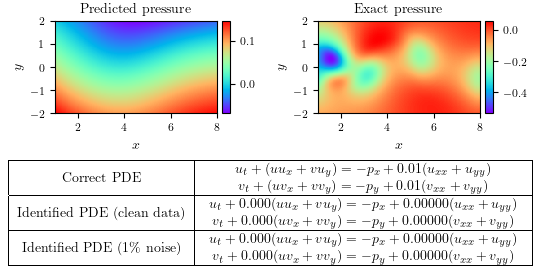 Predicted pressure
Exact pressure
2
1
0
−1
−2
y
2
4
6
8
x
0.1
0.0
2
1
0
−1
−2
y
2
4
6
8
x
0.0
−0.2
−0.4
Correct PDE
u_t + (uu_x + vu_y) = −p_x + 0.01(u_xx + u_yy)
v_t + (uv_x + vv_y) = −p_y + 0.01(v_xx + v_yy)
Identified PDE (clean data)
u_t + 0.000(uu_x + vu_y) = −p_x + 0.00000(u_xx + u_yy)
v_t + 0.000(uv_x + vv_y) = −p_y + 0.00000(v_xx + v_yy)
Identified PDE (1% noise)
u_t + 0.000(uu_x + vu_y) = −p_x + 0.00000(u_xx + u_yy)
v_t + 0.000(uv_x + vv_y) = −p_y + 0.00000(v_xx + v_yy)